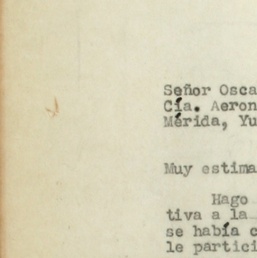 Señor Osca
Cía. Aeron
Mérida, Yu
Muy estima
Hago
tiva a la
se había c
le partici